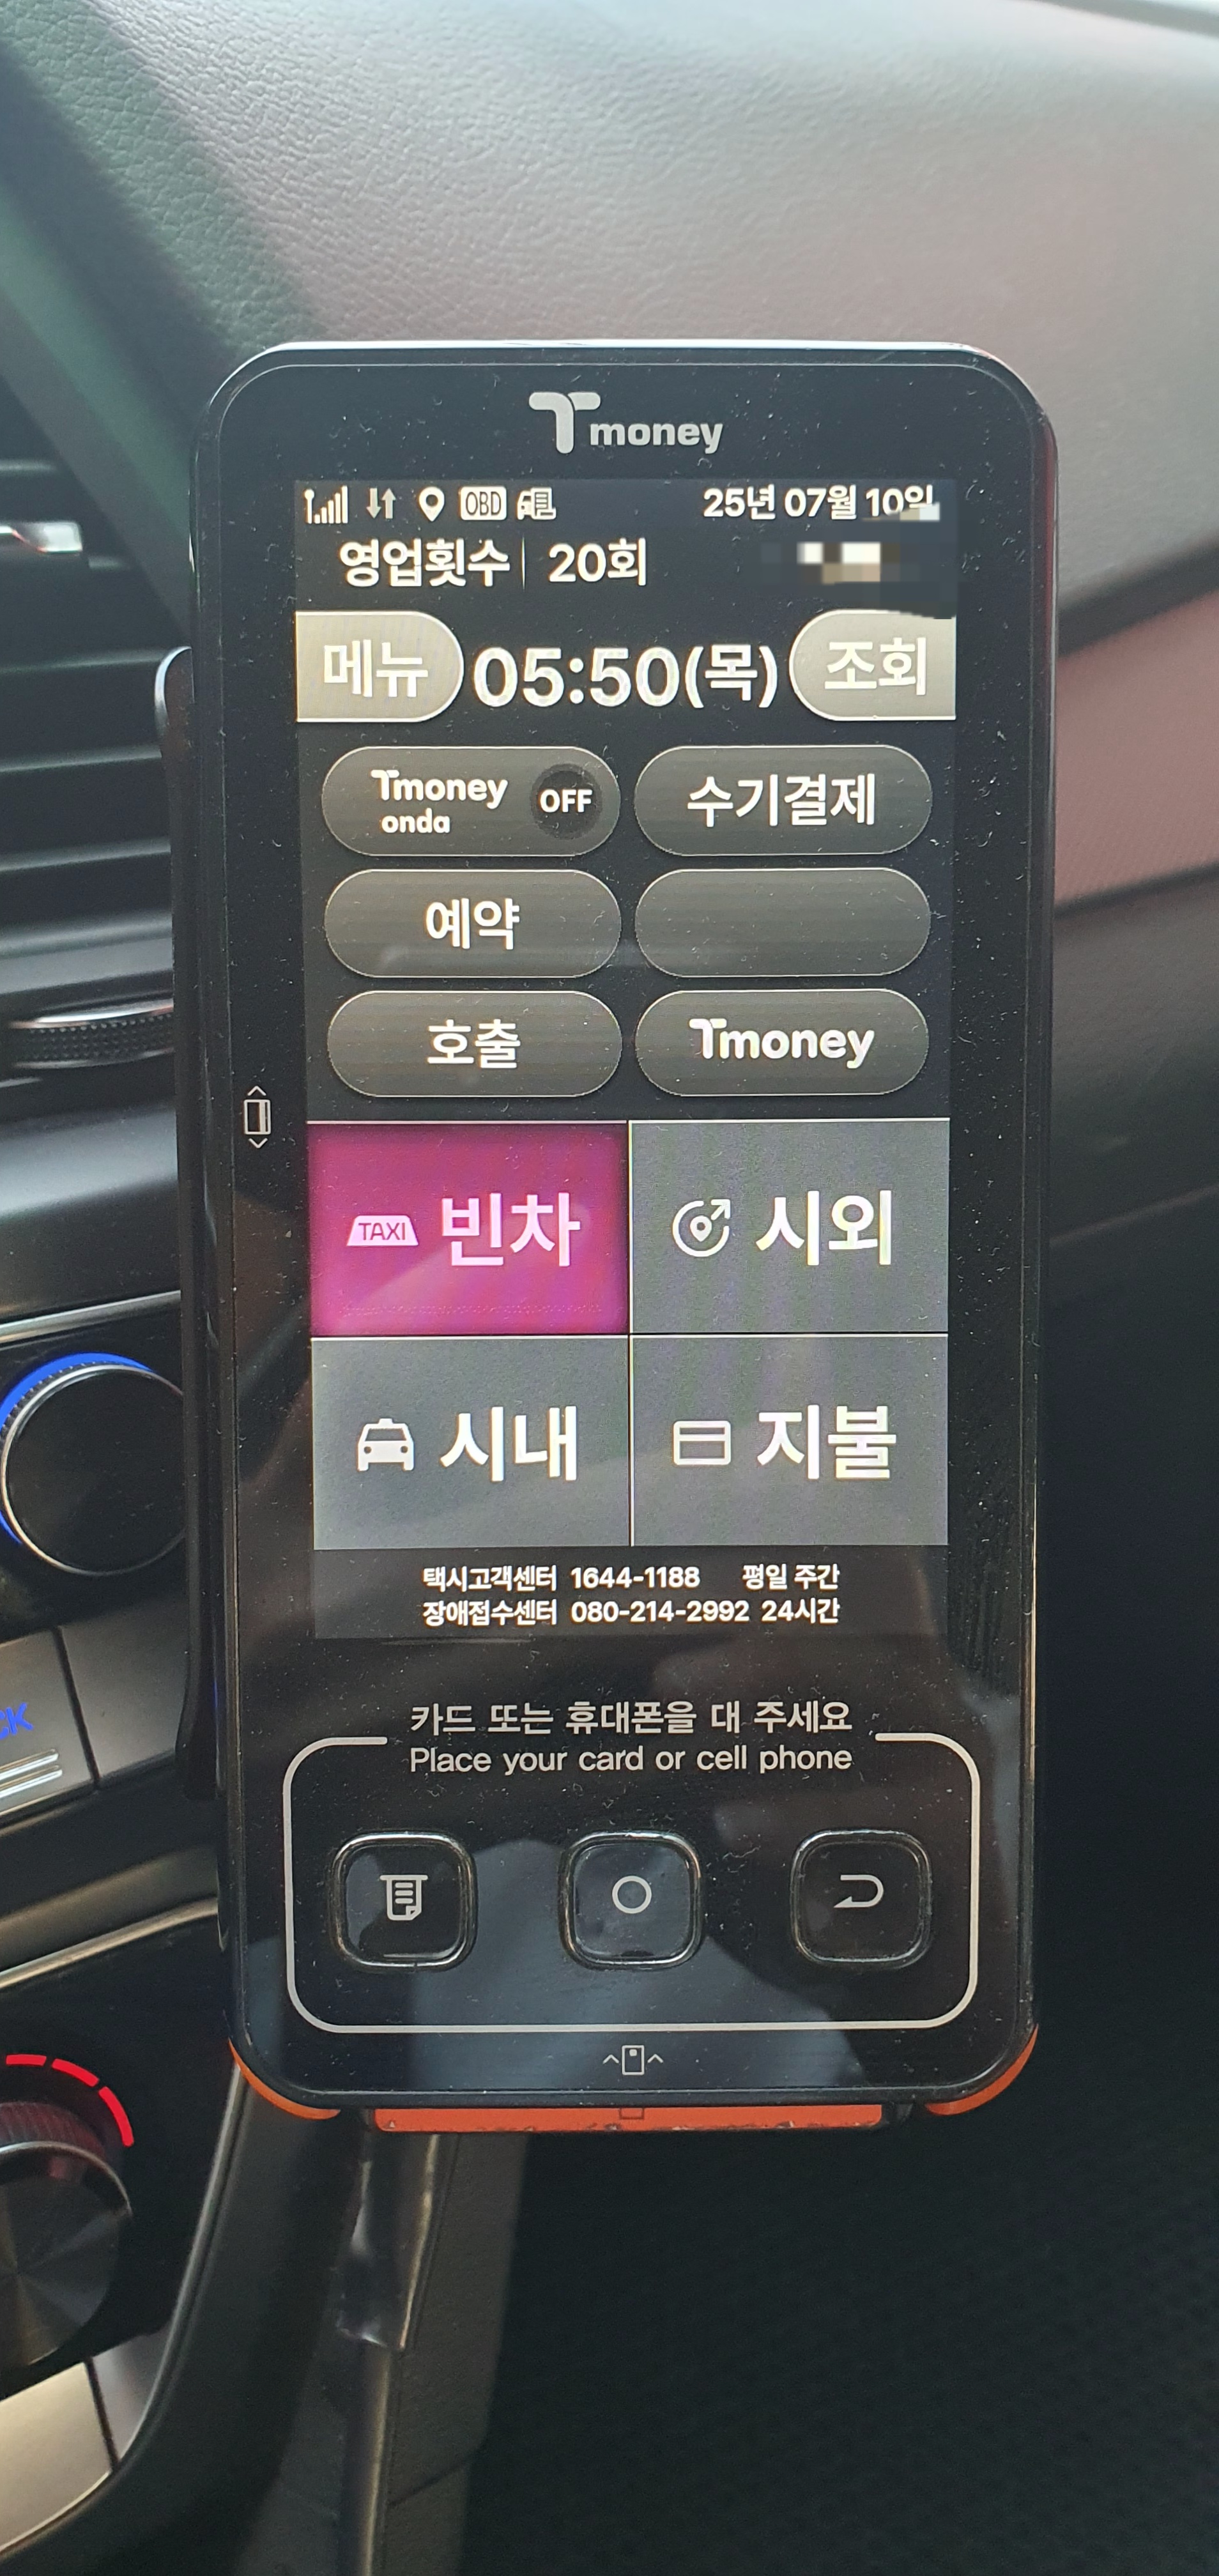 Tmoney
OBD 25년 07월 10일
영업횟수 20회
메뉴 05:50(목) 조회
Tmoney onda OFF 수기결제
예약
호출 Tmoney
TAXI 빈차 시외
시내 지불
택시고객센터 1644-1188 평일 주간
장애접수센터 080-214-2992 24시간
카드 또는 휴대폰을 대 주세요
Place your card or cell phone